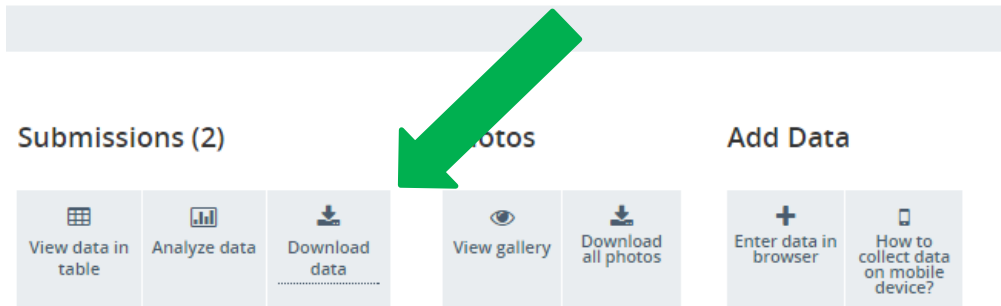 Submissions (2)
View data in
table
Analyze data
Download
data
otos
View gallery
Download
all photos
Add Data
Enter data in
browser
How to
collect data
on mobile
device?